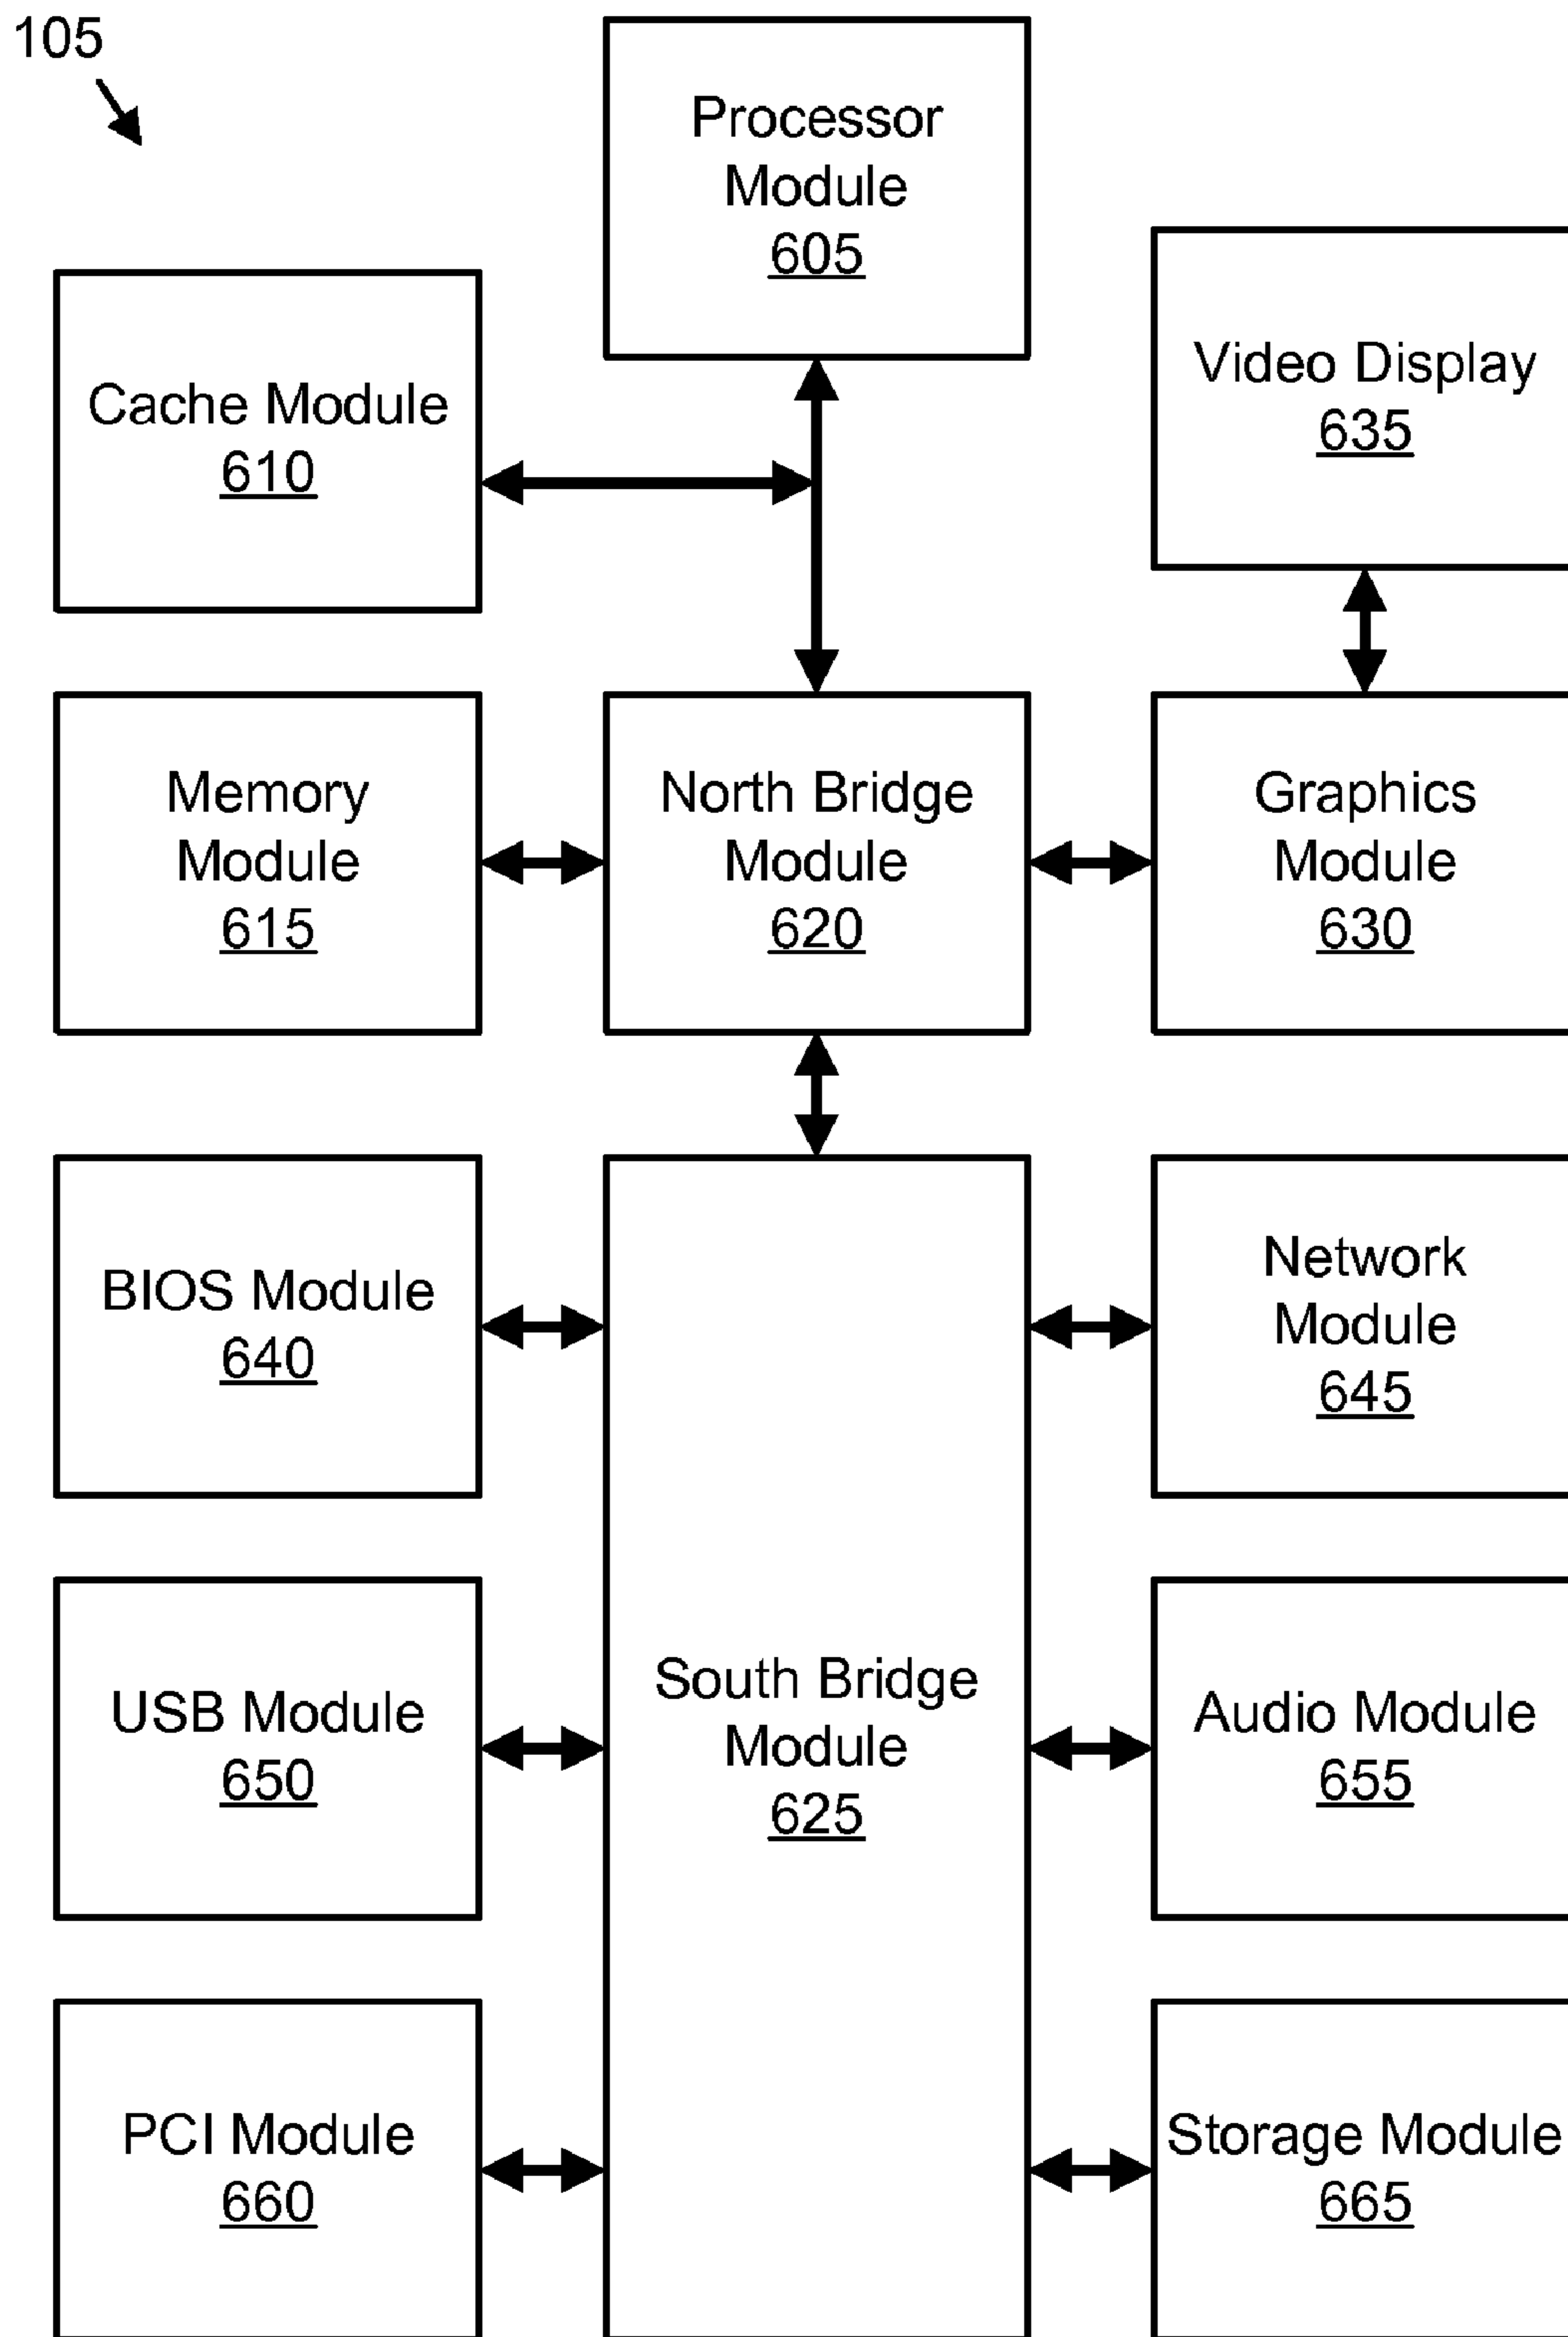 105
Processor
Module
605
Cache Module
610
Video Display
635
Memory
Module
615
North Bridge
Module
620
Graphics
Module
630
BIOS Module
640
Network
Module
645
USB Module
650
South Bridge
Module
625
Audio Module
655
PCI Module
660
Storage Module
665